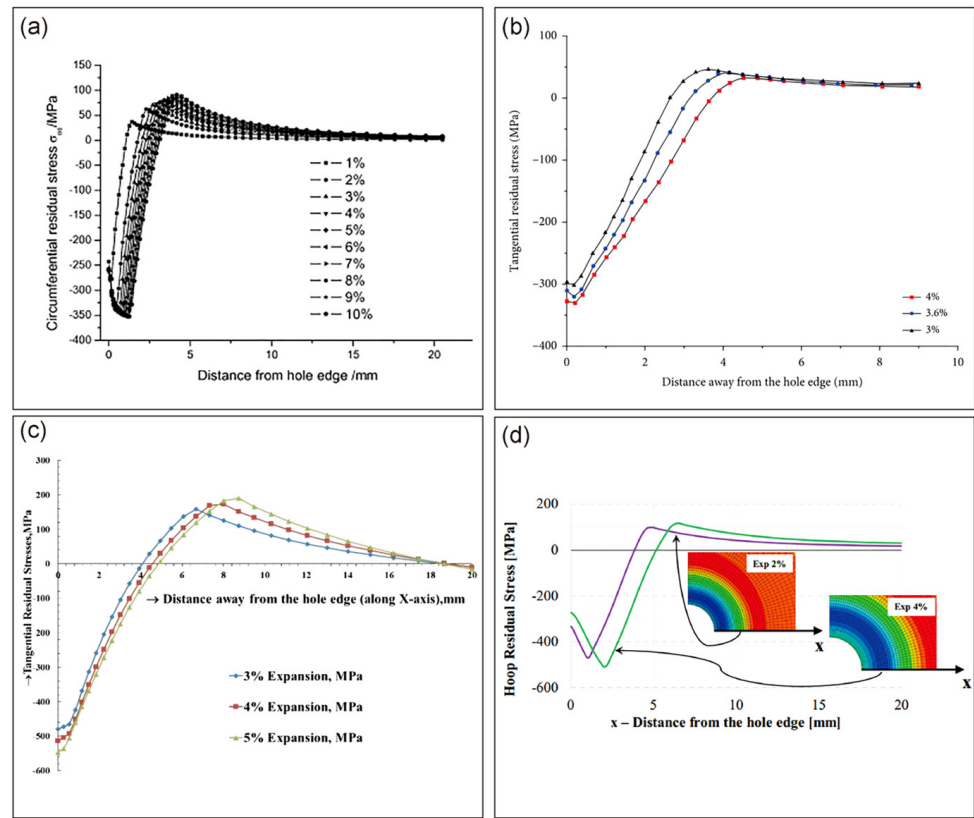 (a)
150
100
50
0
-50
-100
-150
-200
-250
-300
-350
-400
Circumferential residual stress σ /MPa
1%
2%
3%
4%
5%
6%
7%
8%
9%
10%
0 5 10 15 20
Distance from hole edge /mm
(b)
100
0
−100
−200
−300
−400
Tangential residual stress (MPa)
4%
3.6%
3%
0 2 4 6 8 10
Distance away from the hole edge (mm)
(c)
300
200
100
0
-100
-200
-300
-400
-500
-600
→Tangential Residual Stresses,MPa
0 2 4 6 8 10 12 14 16 18 20
→ Distance away from the hole edge (along X-axis),mm
3% Expansion, MPa
4% Expansion, MPa
5% Expansion, MPa
(d)
200
0
-200
-400
-600
Hoop Residual Stress [MPa]
Exp 2%
x
Exp 4%
x
0 5 10 15 20
x – Distance from the hole edge [mm]